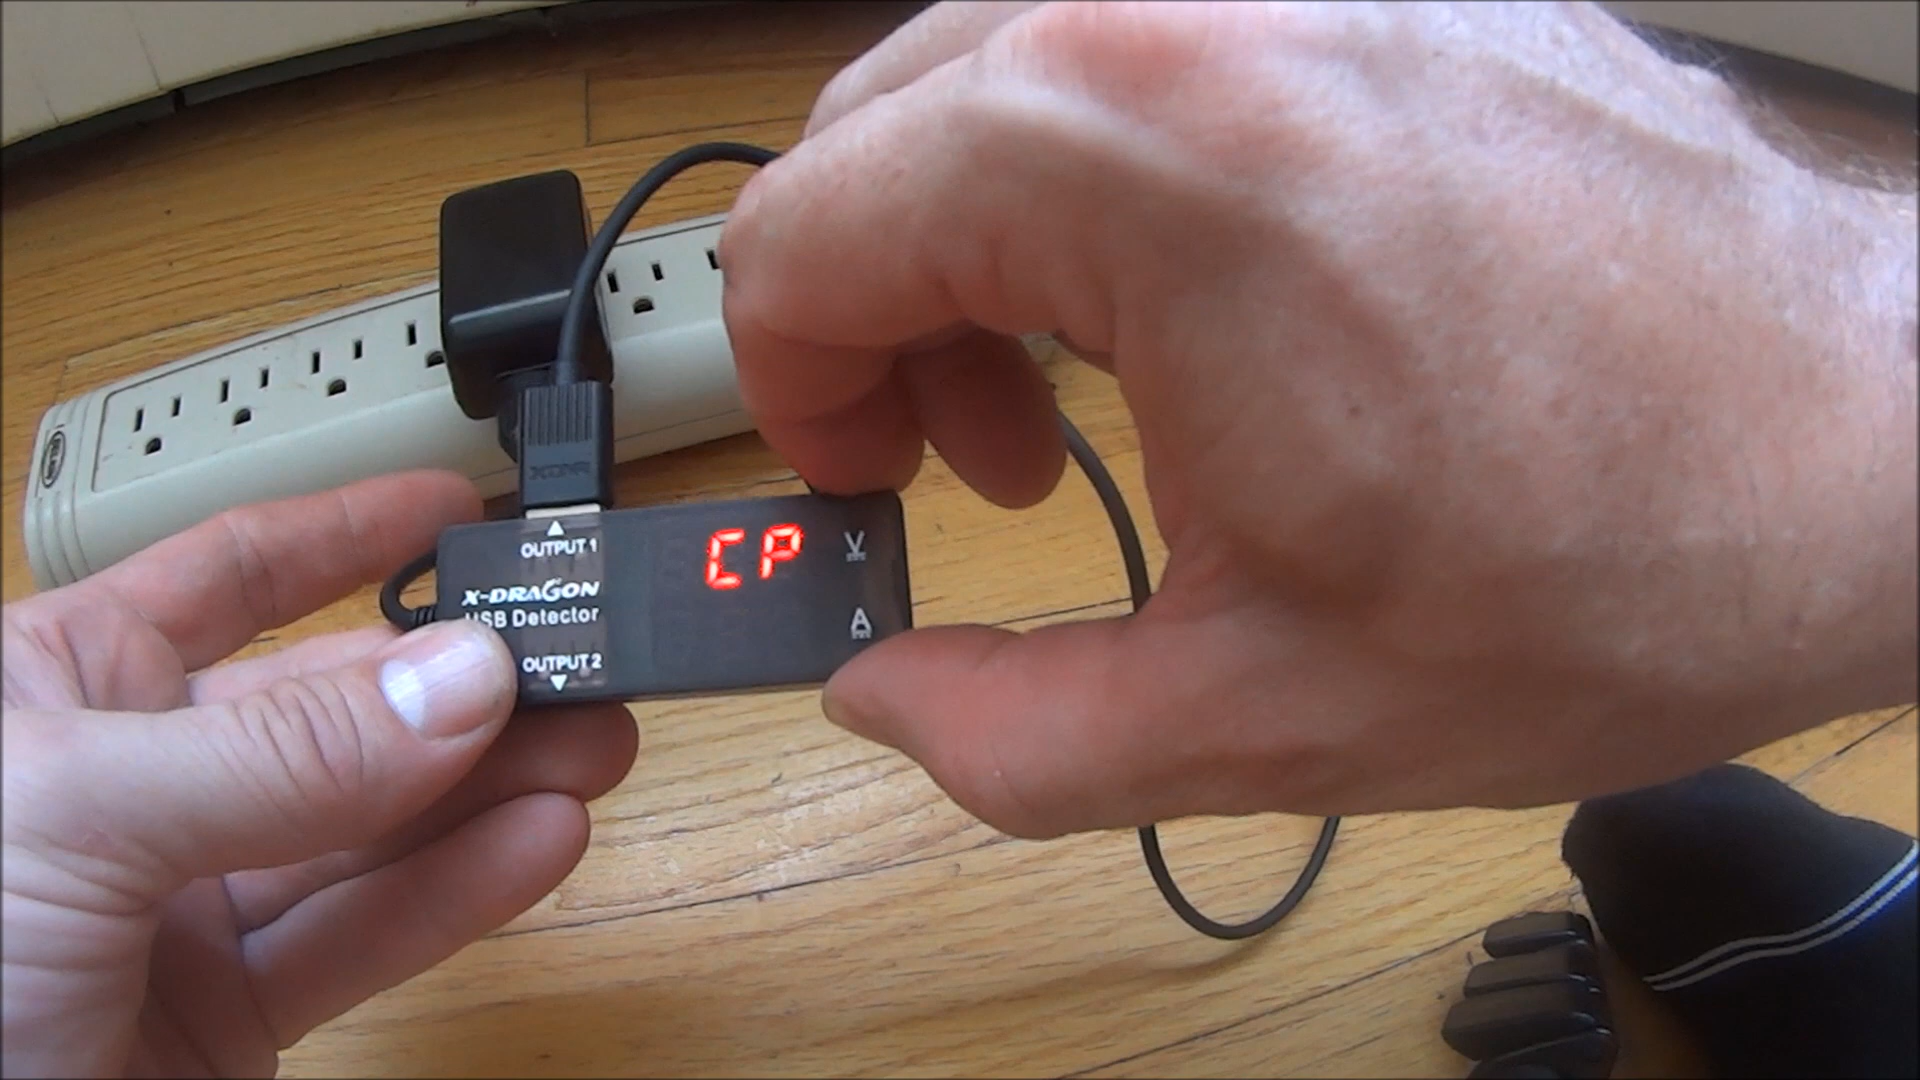 OUTPUT 1
CP
V
X-DRAGON
USB Detector
A
OUTPUT 2